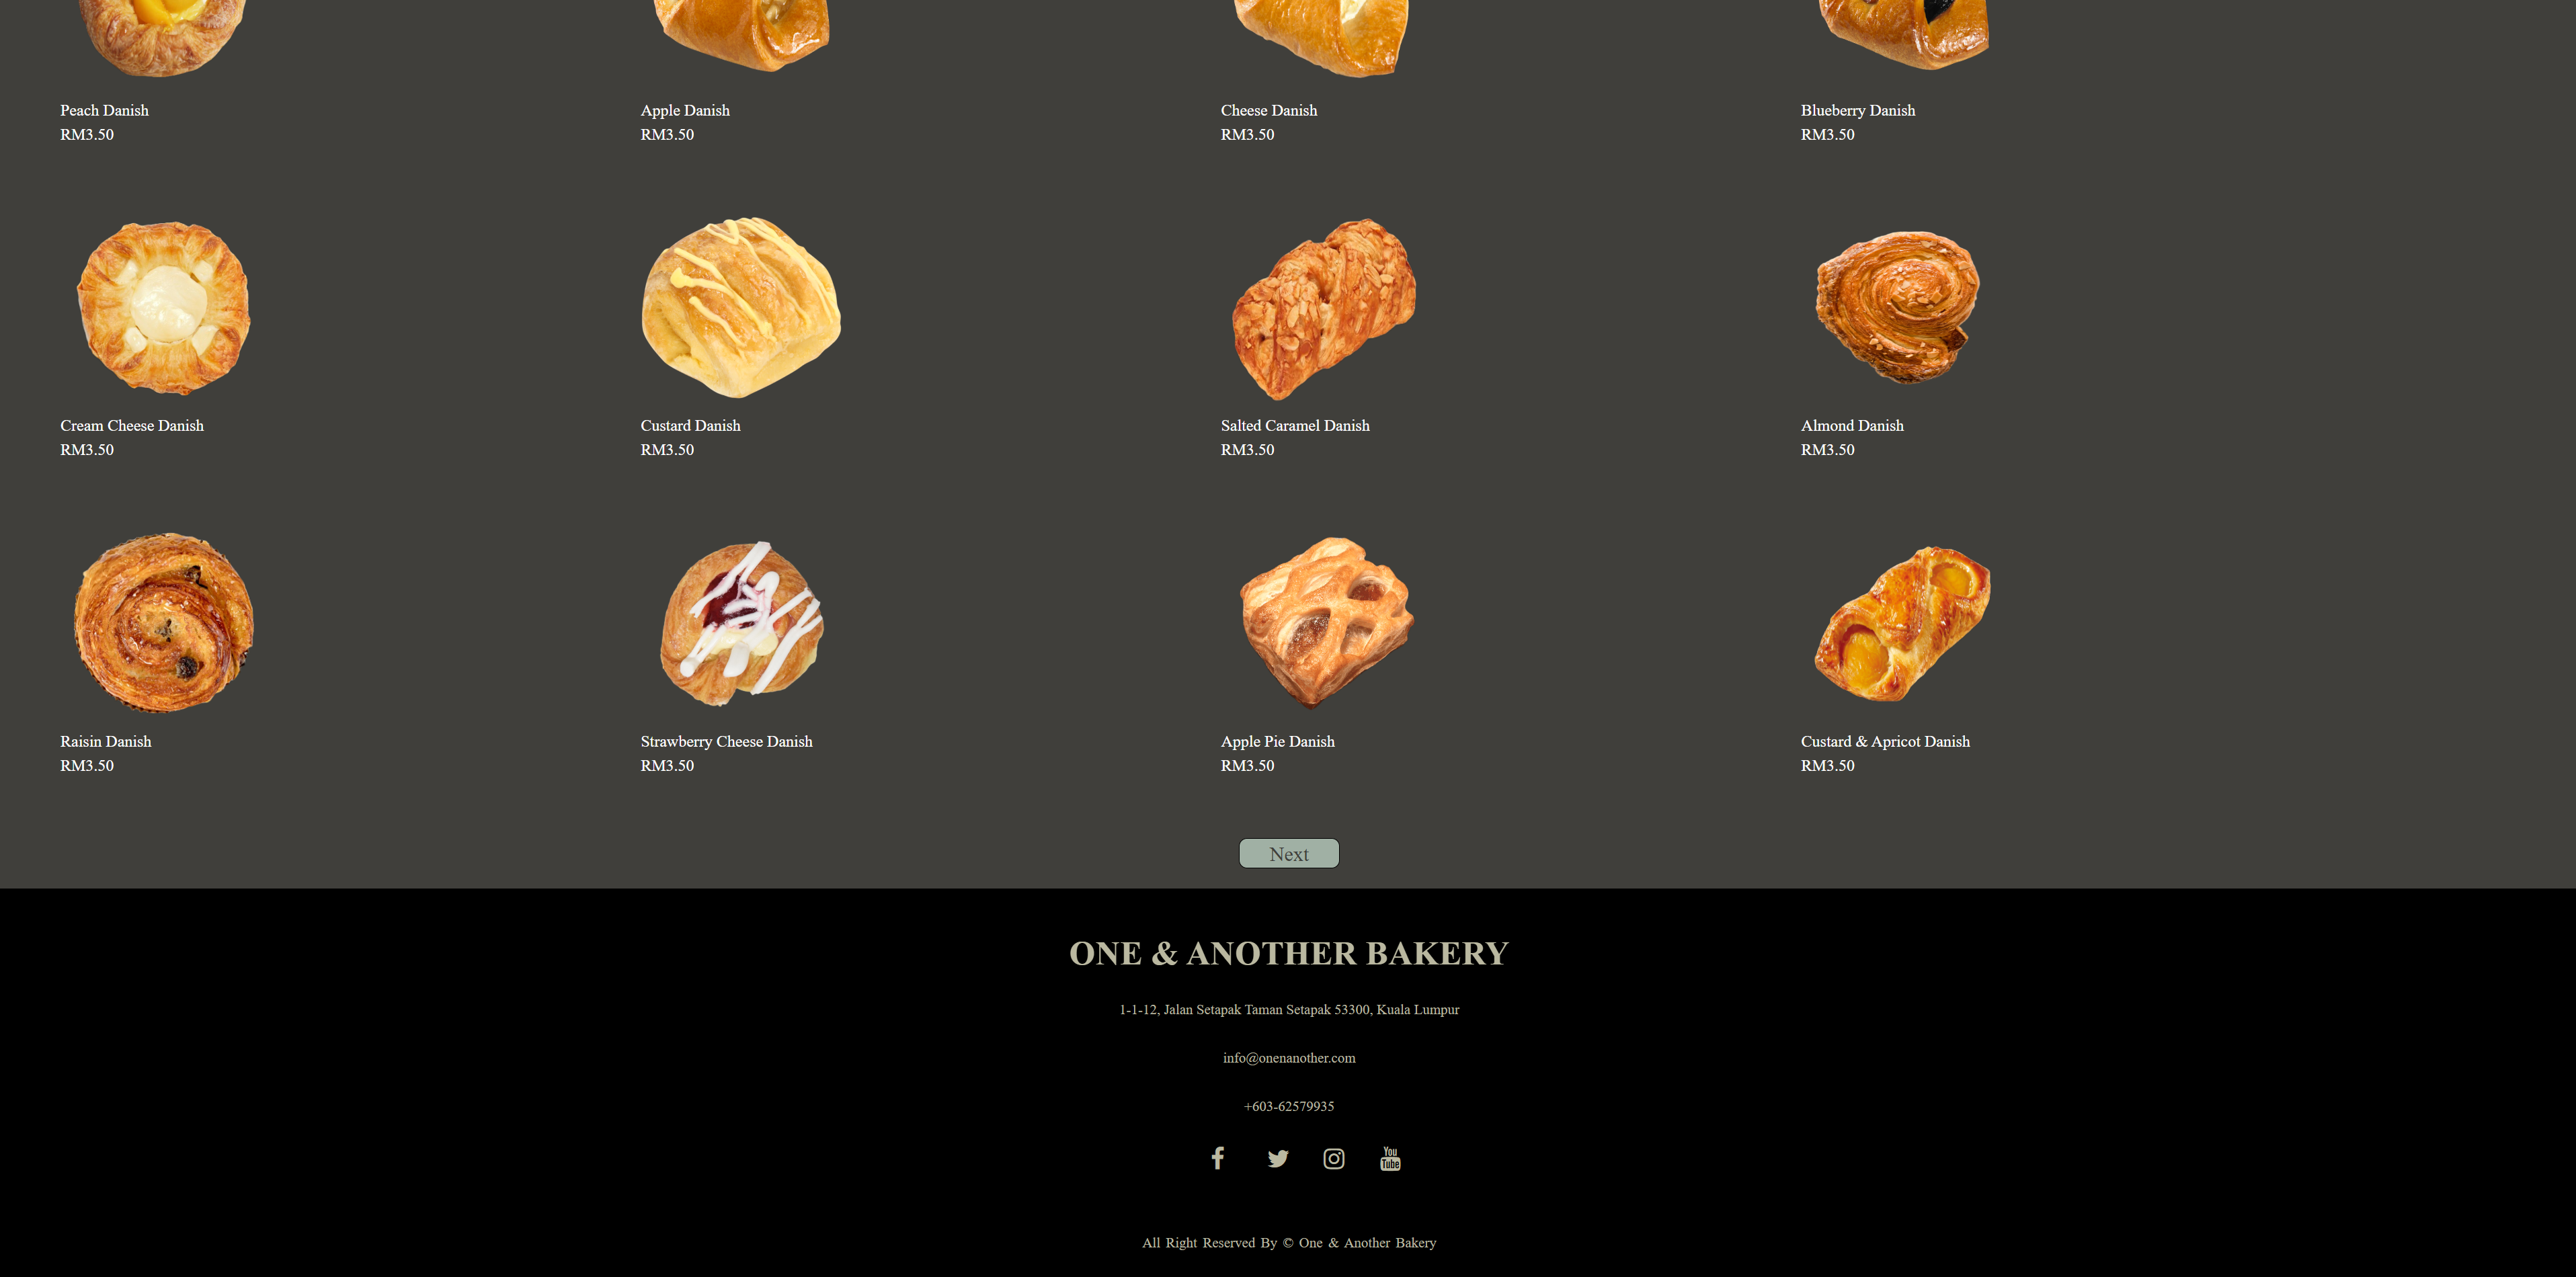 Peach Danish
RM3.50
Apple Danish
RM3.50
Cheese Danish
RM3.50
Blueberry Danish
RM3.50
Cream Cheese Danish
RM3.50
Custard Danish
RM3.50
Salted Caramel Danish
RM3.50
Almond Danish
RM3.50
Raisin Danish
RM3.50
Strawberry Cheese Danish
RM3.50
Apple Pie Danish
RM3.50
Custard & Apricot Danish
RM3.50
Next
ONE & ANOTHER BAKERY
1-1-12, Jalan Setapak Taman Setapak 53300, Kuala Lumpur
info@onenanother.com
+603-62579935
You
Tube
All Right Reserved By © One & Another Bakery